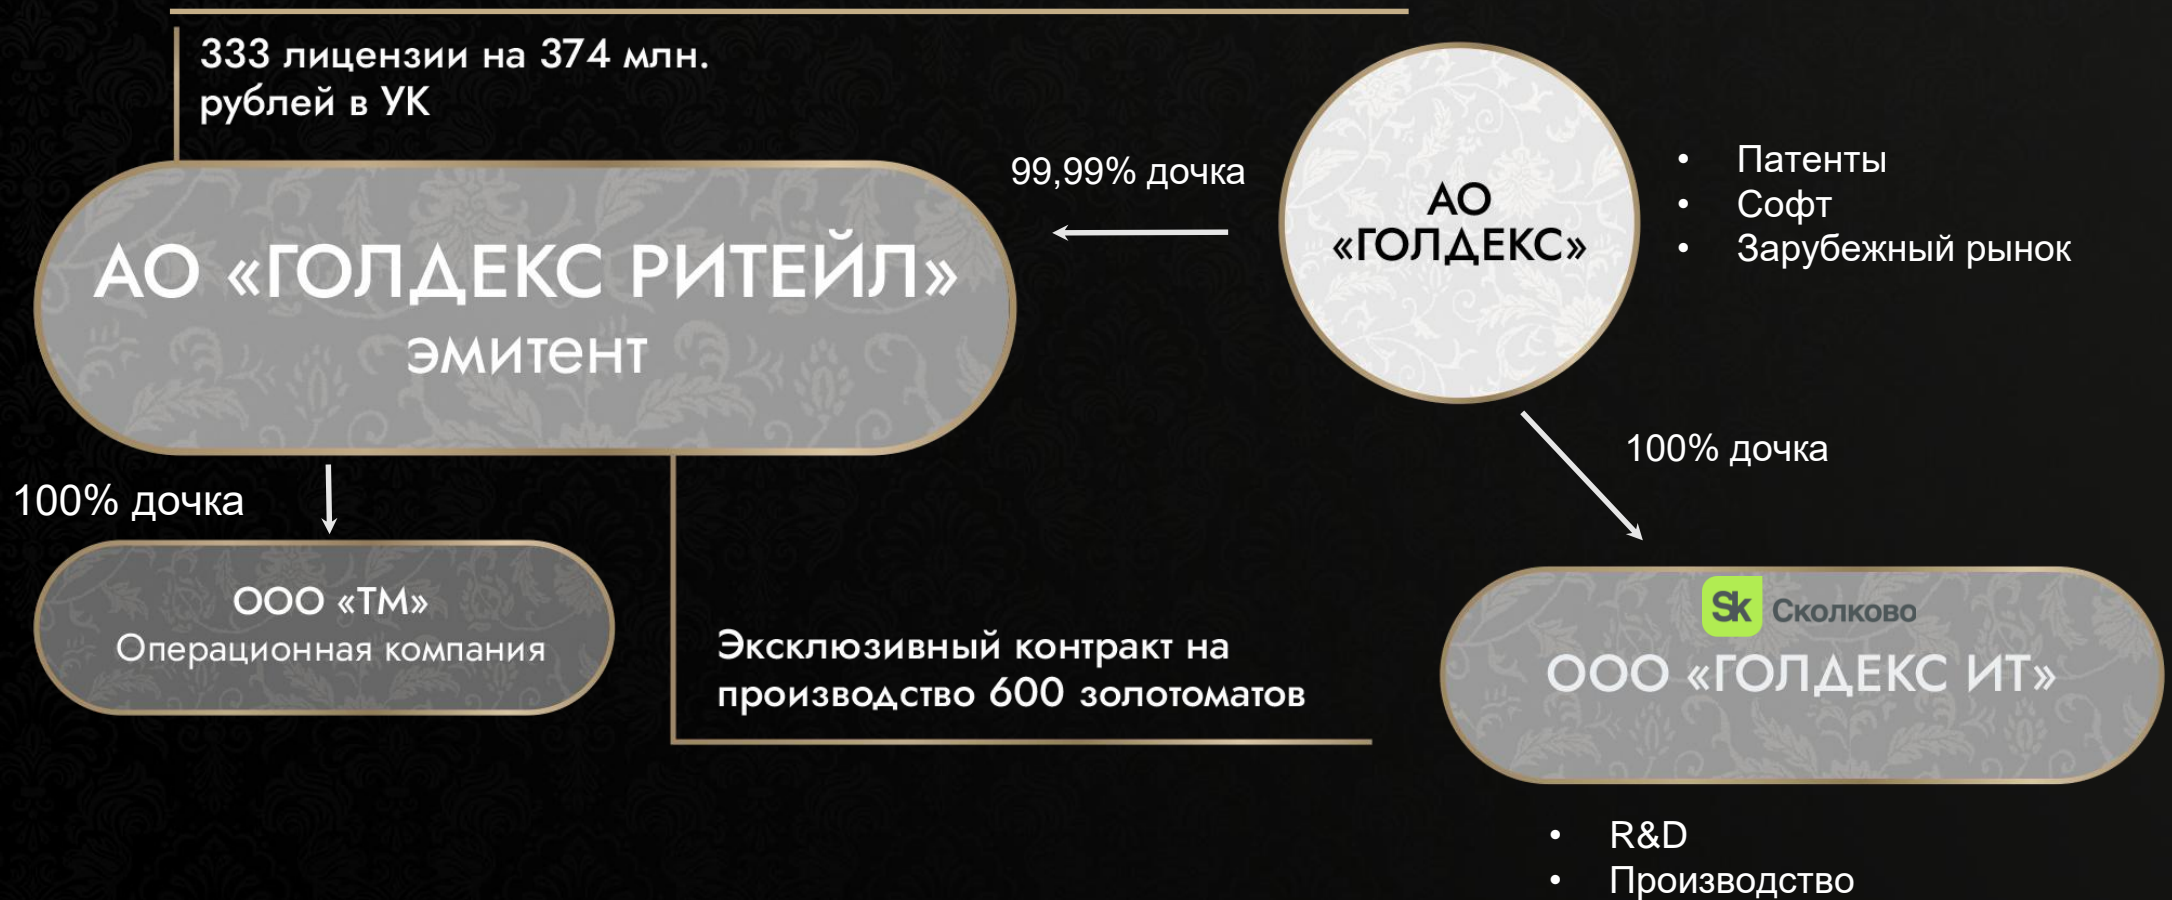 333 лицензии на 374 млн.
рублей в УК
99,99% дочка
АО
«ГОЛДЕКС»
• Патенты
• Софт
• Зарубежный рынок
АО «ГОЛДЕКС РИТЕЙЛ»
эмитент
100% дочка
100% дочка
ООО «ТМ»
Операционная компания
Эксклюзивный контракт на
производство 600 золотоматов
Sk Сколково
ООО «ГОЛДЕКС ИТ»
• R&D
• Производство